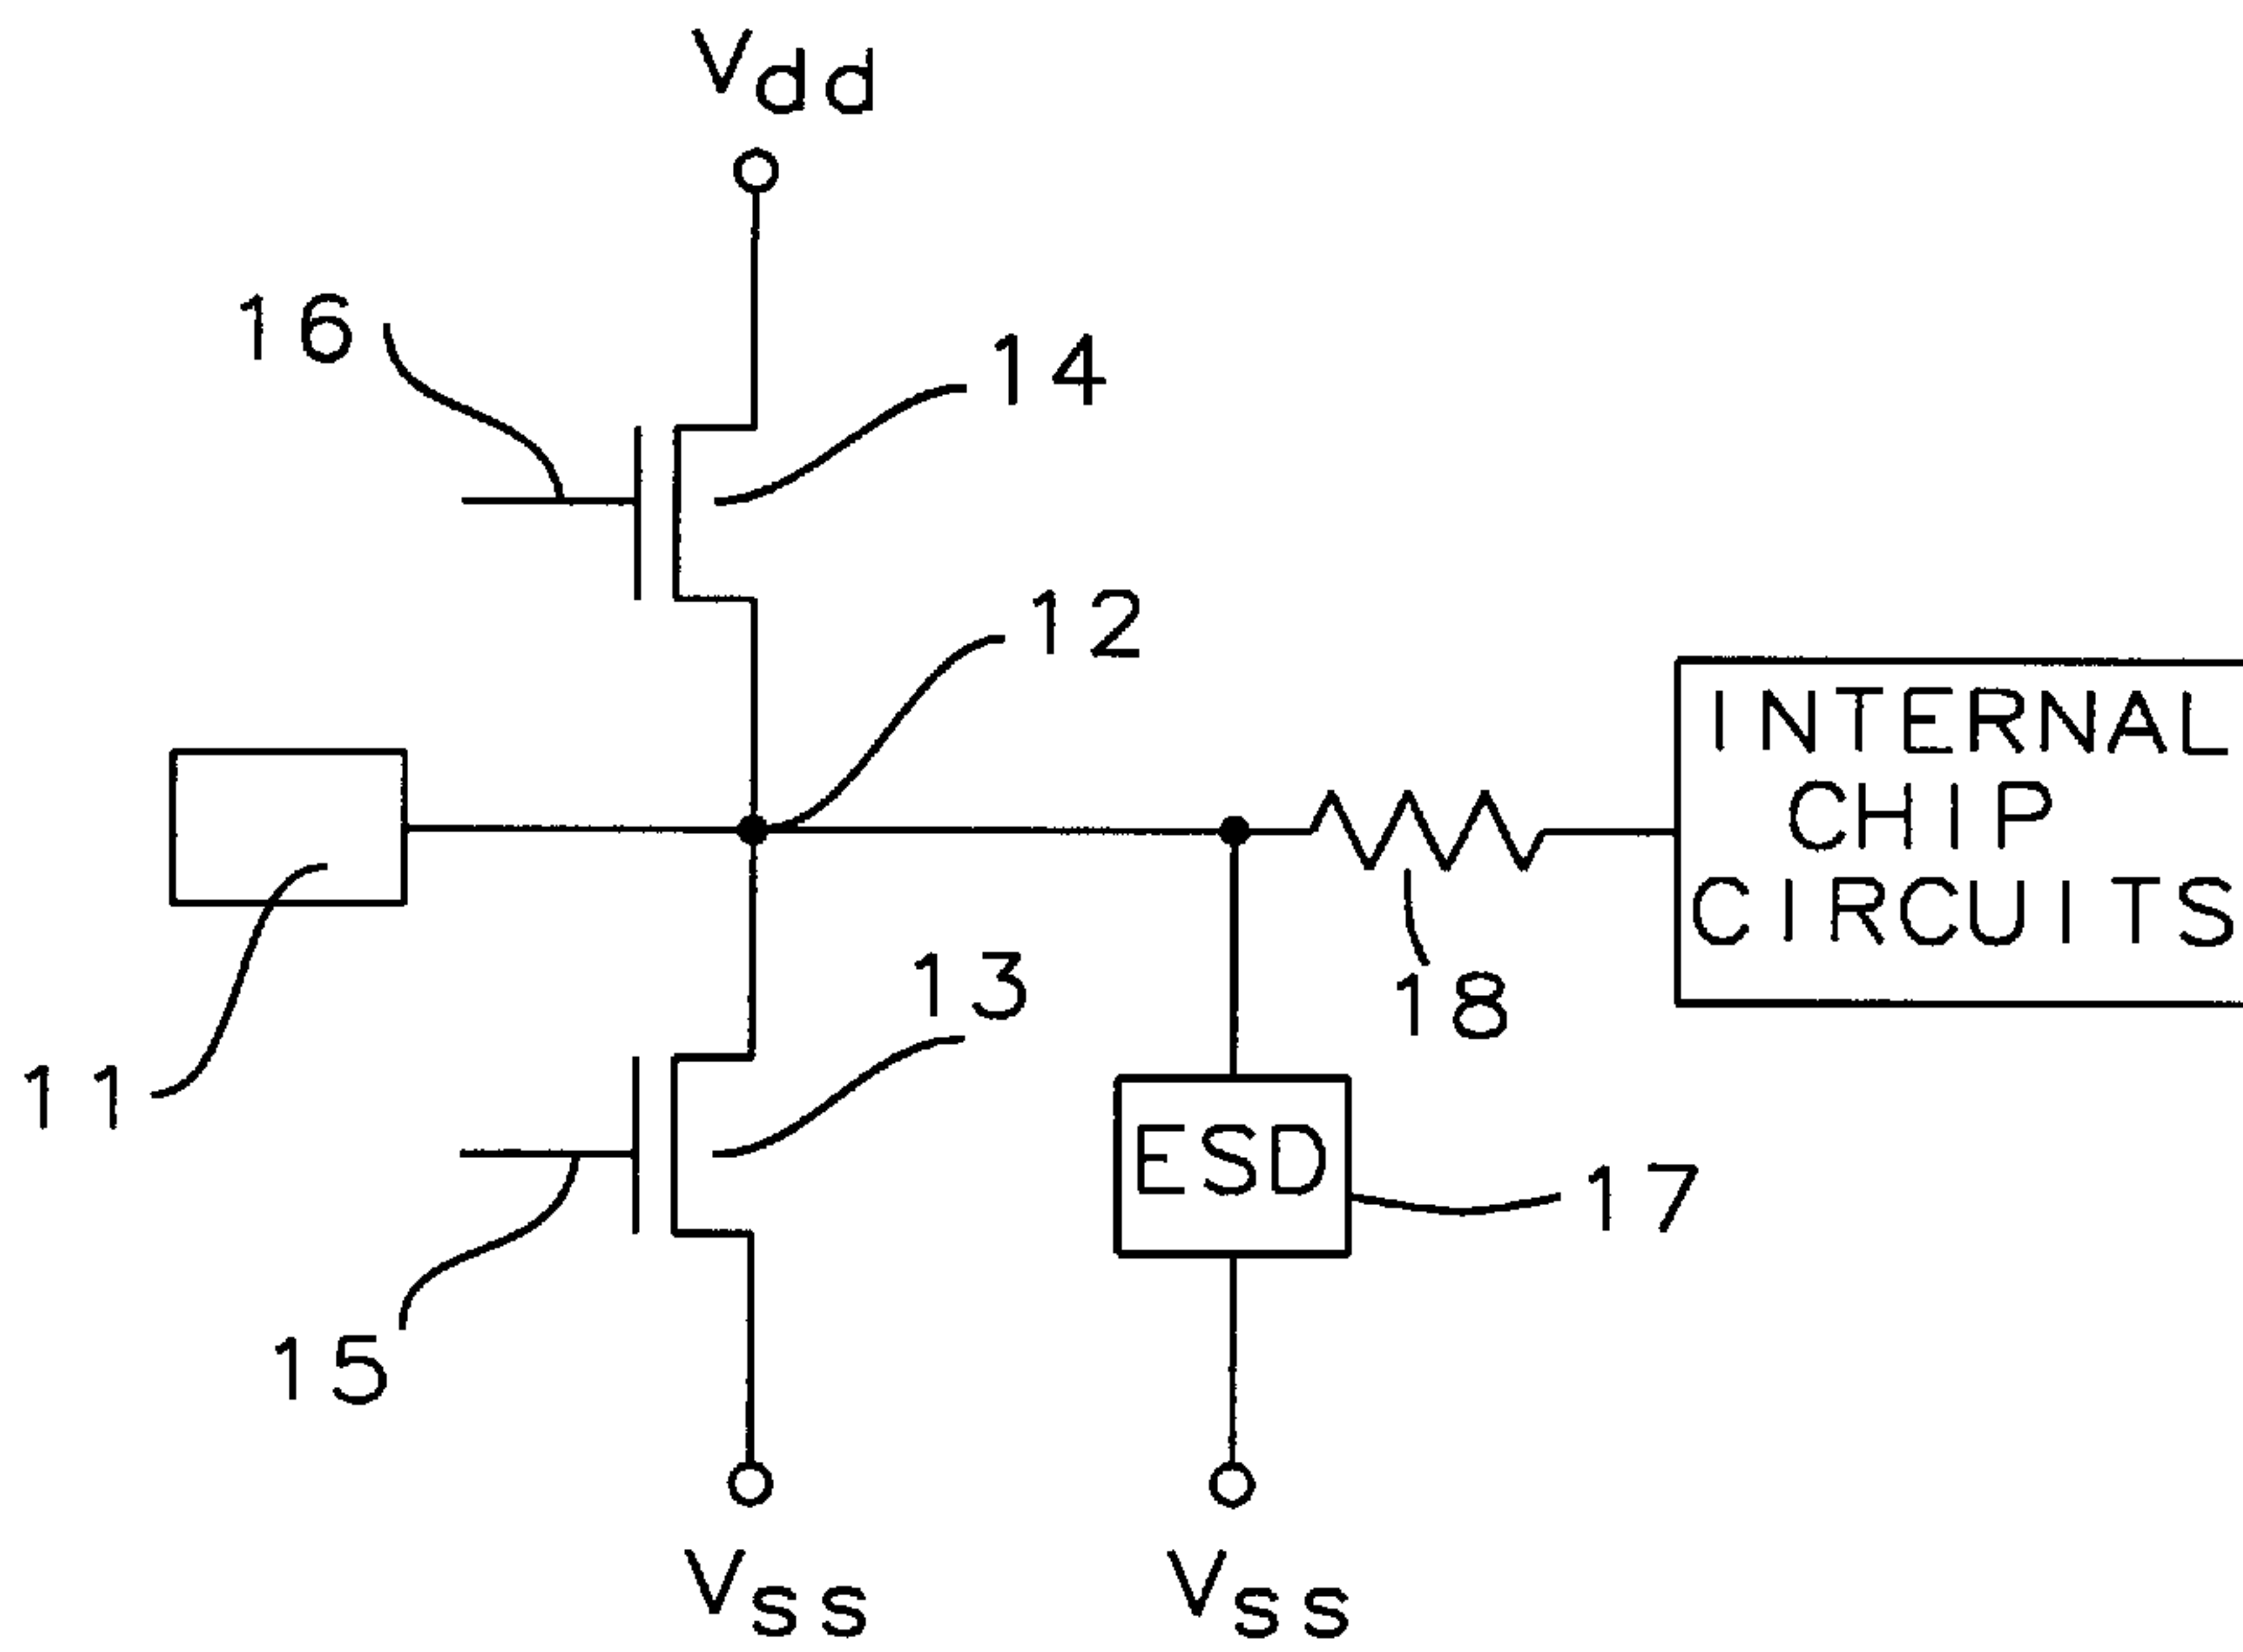 Vdd
16
14
12
INTERNAL
CHIP
CIRCUITS
13
18
11
ESD
17
15
Vss
Vss